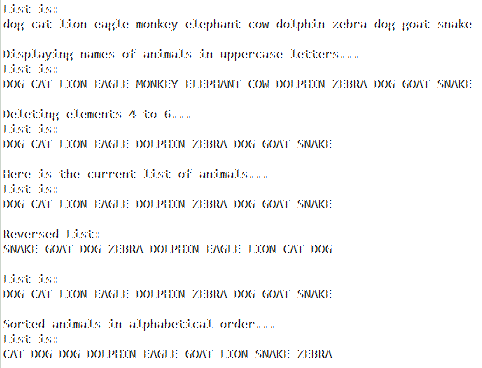 List is::
dog cat lion eagle monkey elephant cow dolphin zebra dog goat snake
Displaying names of animals in uppercase letters.......
List is::
DOG CAT LION EAGLE MONKEY ELEPHANT COW DOLPHIN ZEBRA DOG GOAT SNAKE
Deleting elements 4 to 6.......
List is::
DOG CAT LION EAGLE DOLPHIN ZEBRA DOG GOAT SNAKE
Here is the current list of animals.......
List is::
DOG CAT LION EAGLE DOLPHIN ZEBRA DOG GOAT SNAKE
Reversed List::
SNAKE GOAT DOG ZEBRA DOLPHIN EAGLE LION CAT DOG
List is::
DOG CAT LION EAGLE DOLPHIN ZEBRA DOG GOAT SNAKE
Sorted animals in alphabetical order.......
List is::
CAT DOG DOG DOLPHIN EAGLE GOAT LION SNAKE ZEBRA